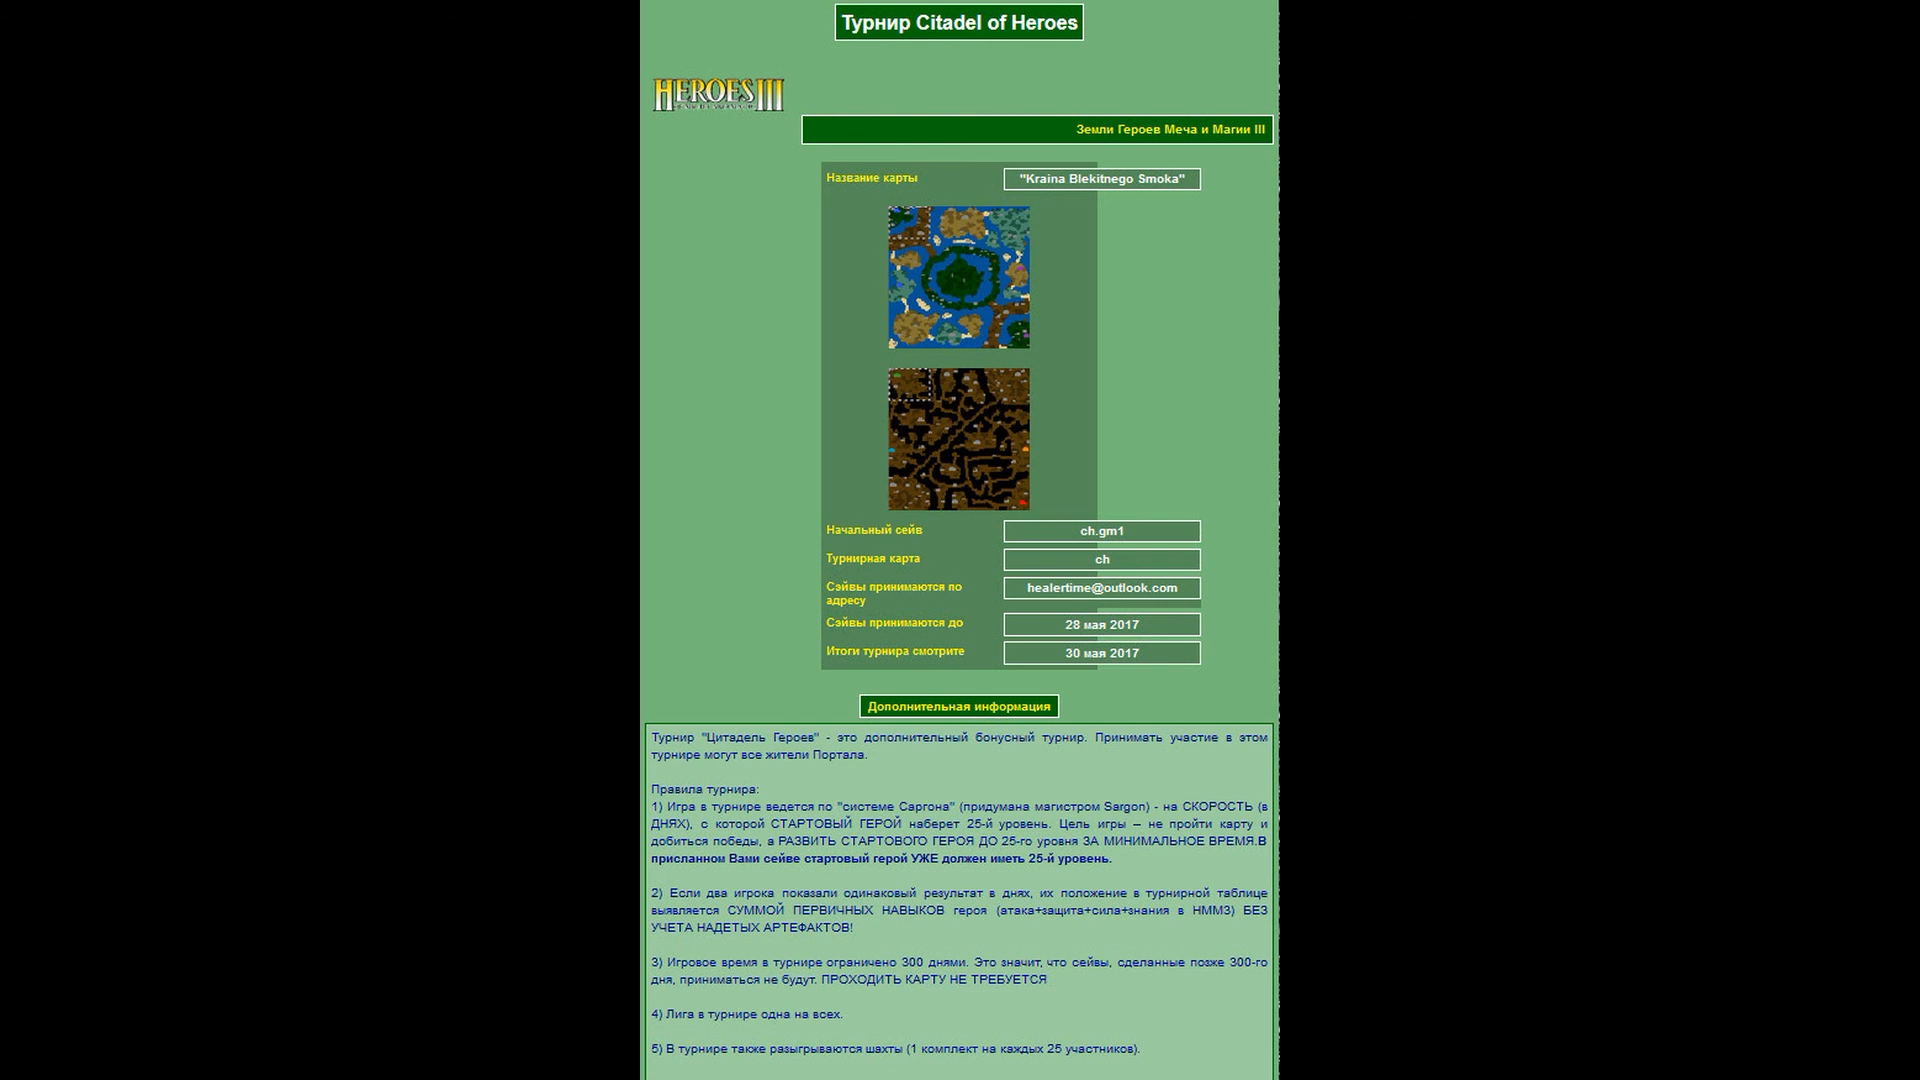 Турнир Citadel of Heroes
HEROES III
Земли Героев Меча и Магии III
Название карты
"Kraina Blekitnego Smoka"
Начальный сейв
ch.gm1
Турнирная карта
ch
Сэйвы принимаются по
адресу
healertime@outlook.com
Сэйвы принимаются до
28 мая 2017
Итоги турнира смотрите
30 мая 2017
Дополнительная информация
Турнир "Цитадель Героев" - это дополнительный бонусный турнир. Принимать участие в этом
турнире могут все жители Портала.
Правила турнира:
1) Игра в турнире ведется по "системе Саргона" (придумана магистром Sargon) - на СКОРОСТЬ (в
ДНЯХ), с которой СТАРТОВЫЙ ГЕРОЙ наберет 25-й уровень. Цель игры – не пройти карту и
добиться победы, а РАЗВИТЬ СТАРТОВОГО ГЕРОЯ ДО 25-го уровня ЗА МИНИМАЛЬНОЕ ВРЕМЯ.В
присланном Вами сейве стартовый герой УЖЕ должен иметь 25-й уровень.
2) Если два игрока показали одинаковый результат в днях, их положение в турнирной таблице
выявляется СУММОЙ ПЕРВИЧНЫХ НАВЫКОВ героя (атака+защита+сила+знания в HMM3) БЕЗ
УЧЕТА НАДЕТЫХ АРТЕФАКТОВ!
3) Игровое время в турнире ограничено 300 днями. Это значит, что сейвы, сделанные позже 300-го
дня, приниматься не будут. ПРОХОДИТЬ КАРТУ НЕ ТРЕБУЕТСЯ
4) Лига в турнире одна на всех.
5) В турнире также разыгрываются шахты (1 комплект на каждых 25 участников).